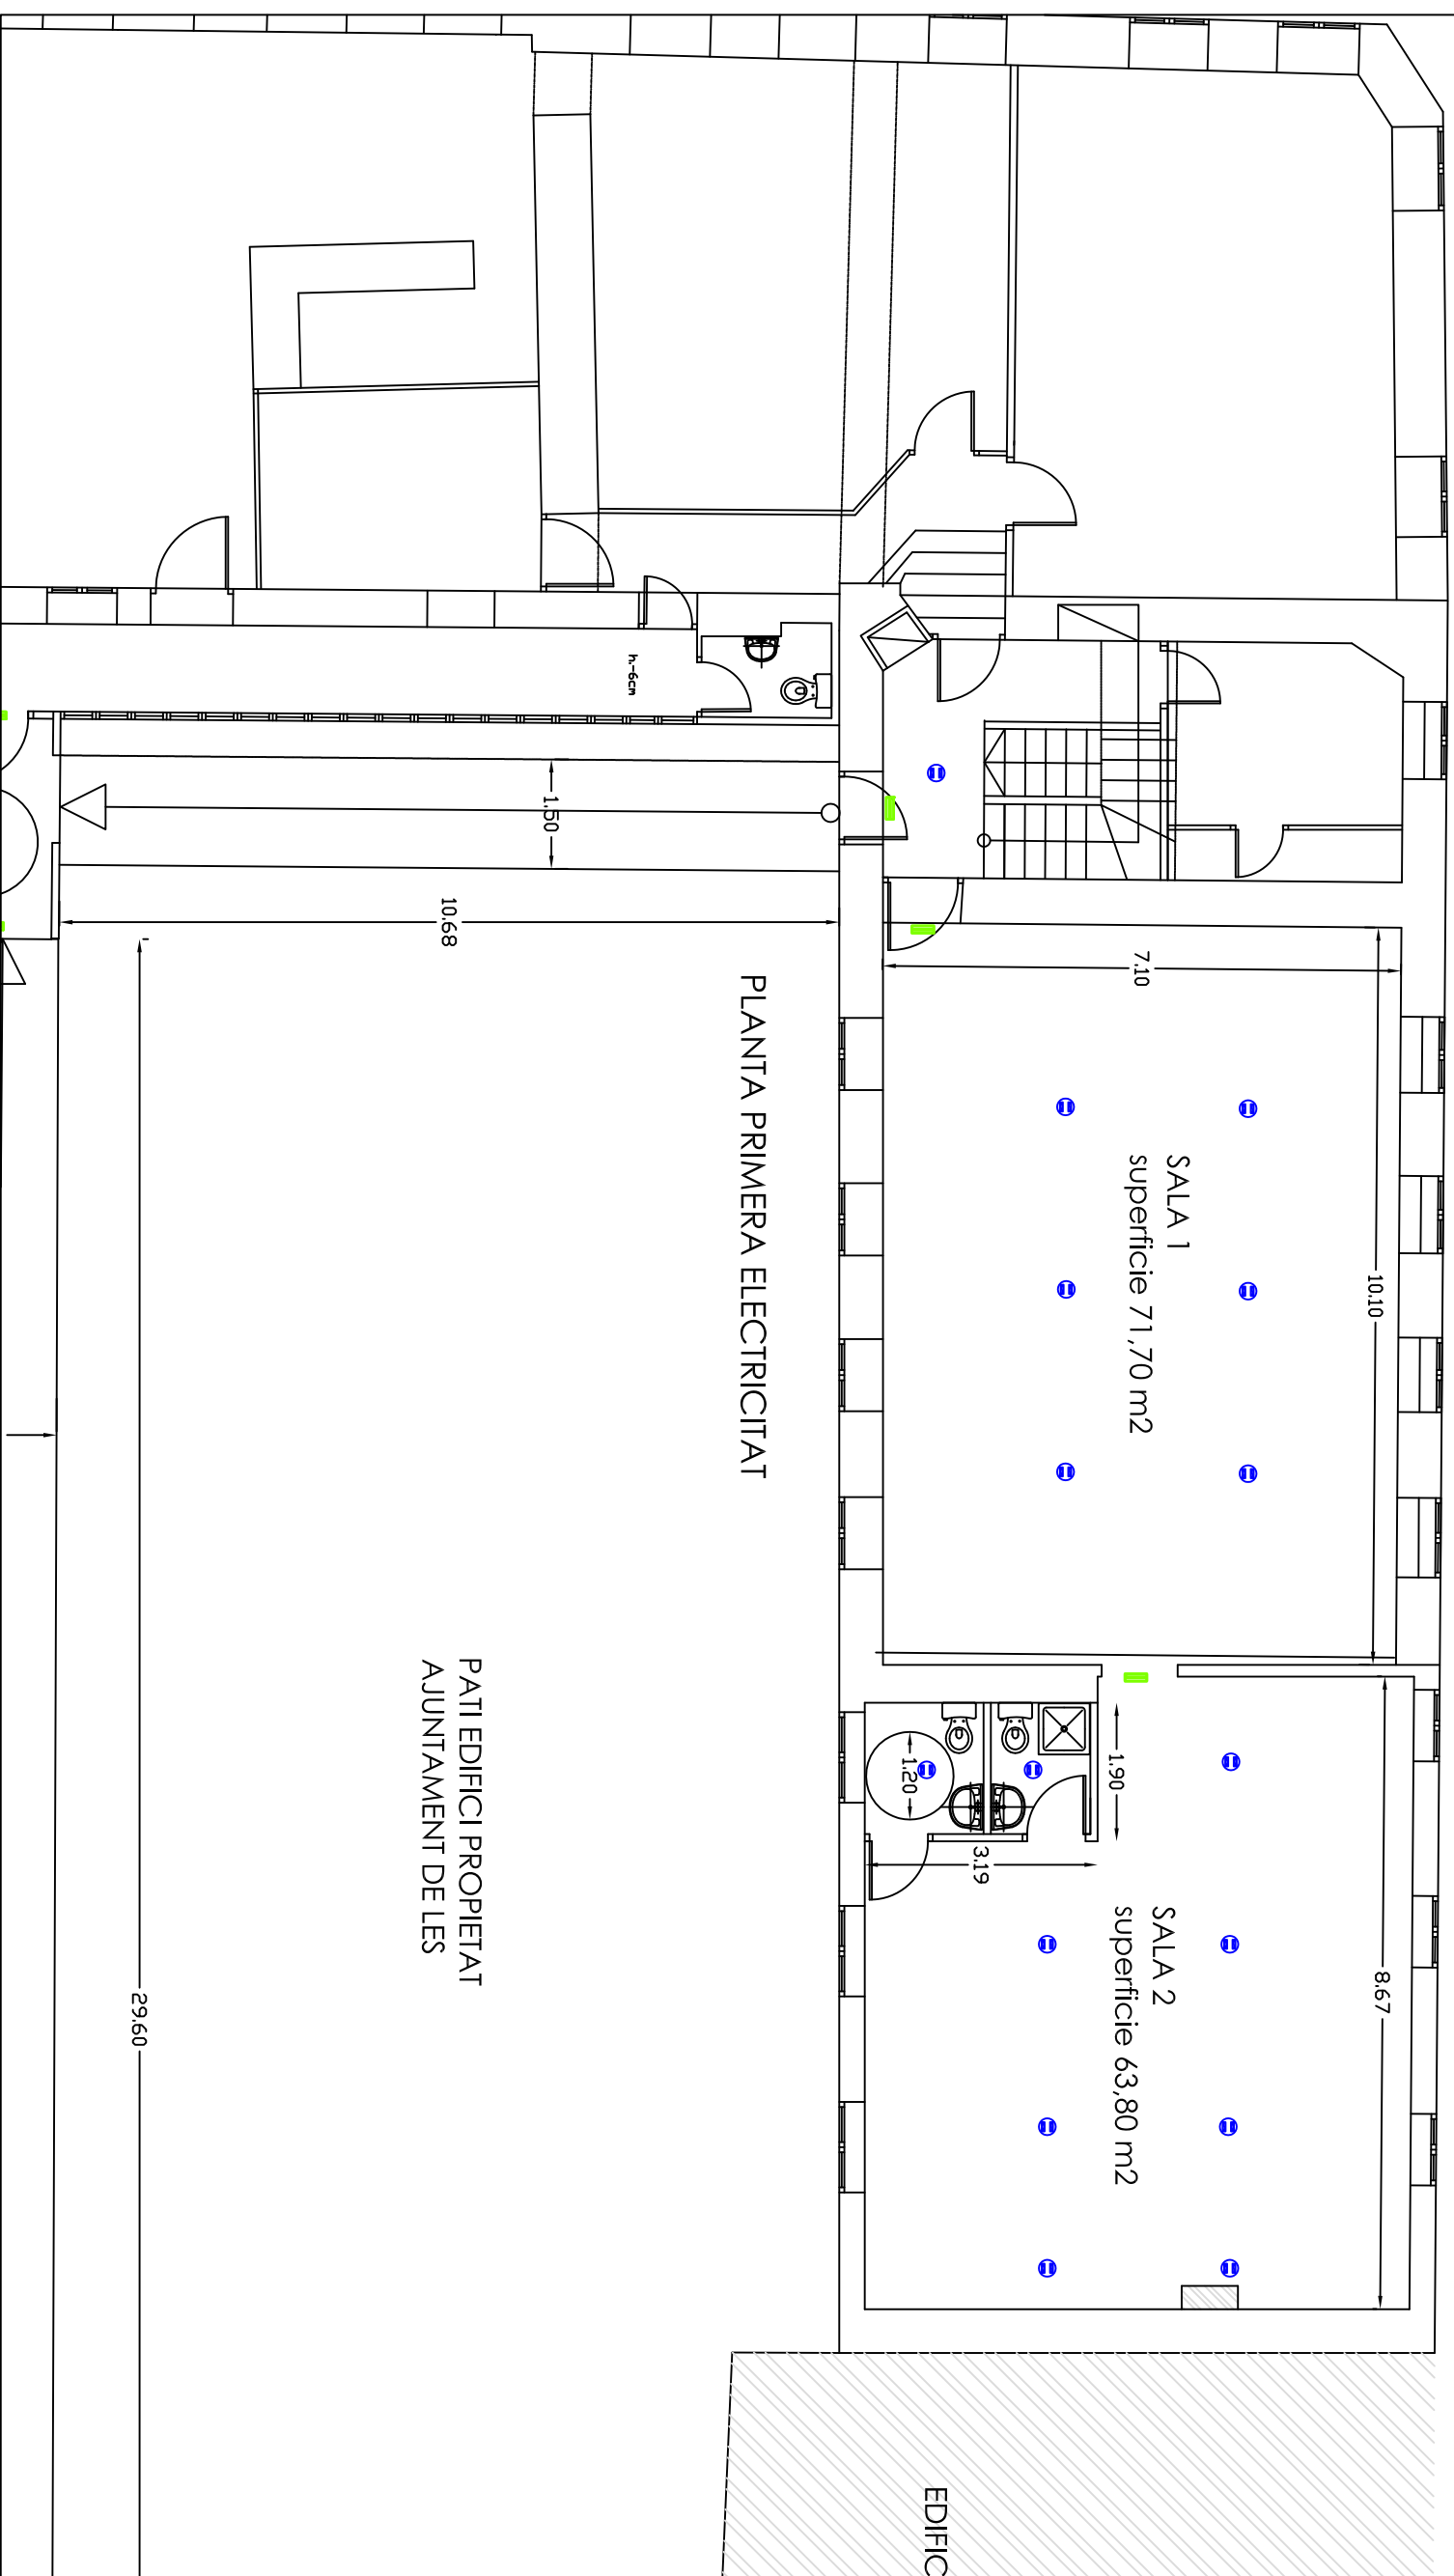 h.-6cm
1.50
10.68
7.10
PLANTA PRIMERA ELECTRICITAT
SALA 1
superficie 71,70 m2
10.10
PATI EDIFICI PROPIETAT
AJUNTAMENT DE LES
1.90
1.20
3.19
SALA 2
superficie 63,80 m2
8.67
29.60
EDIFIC